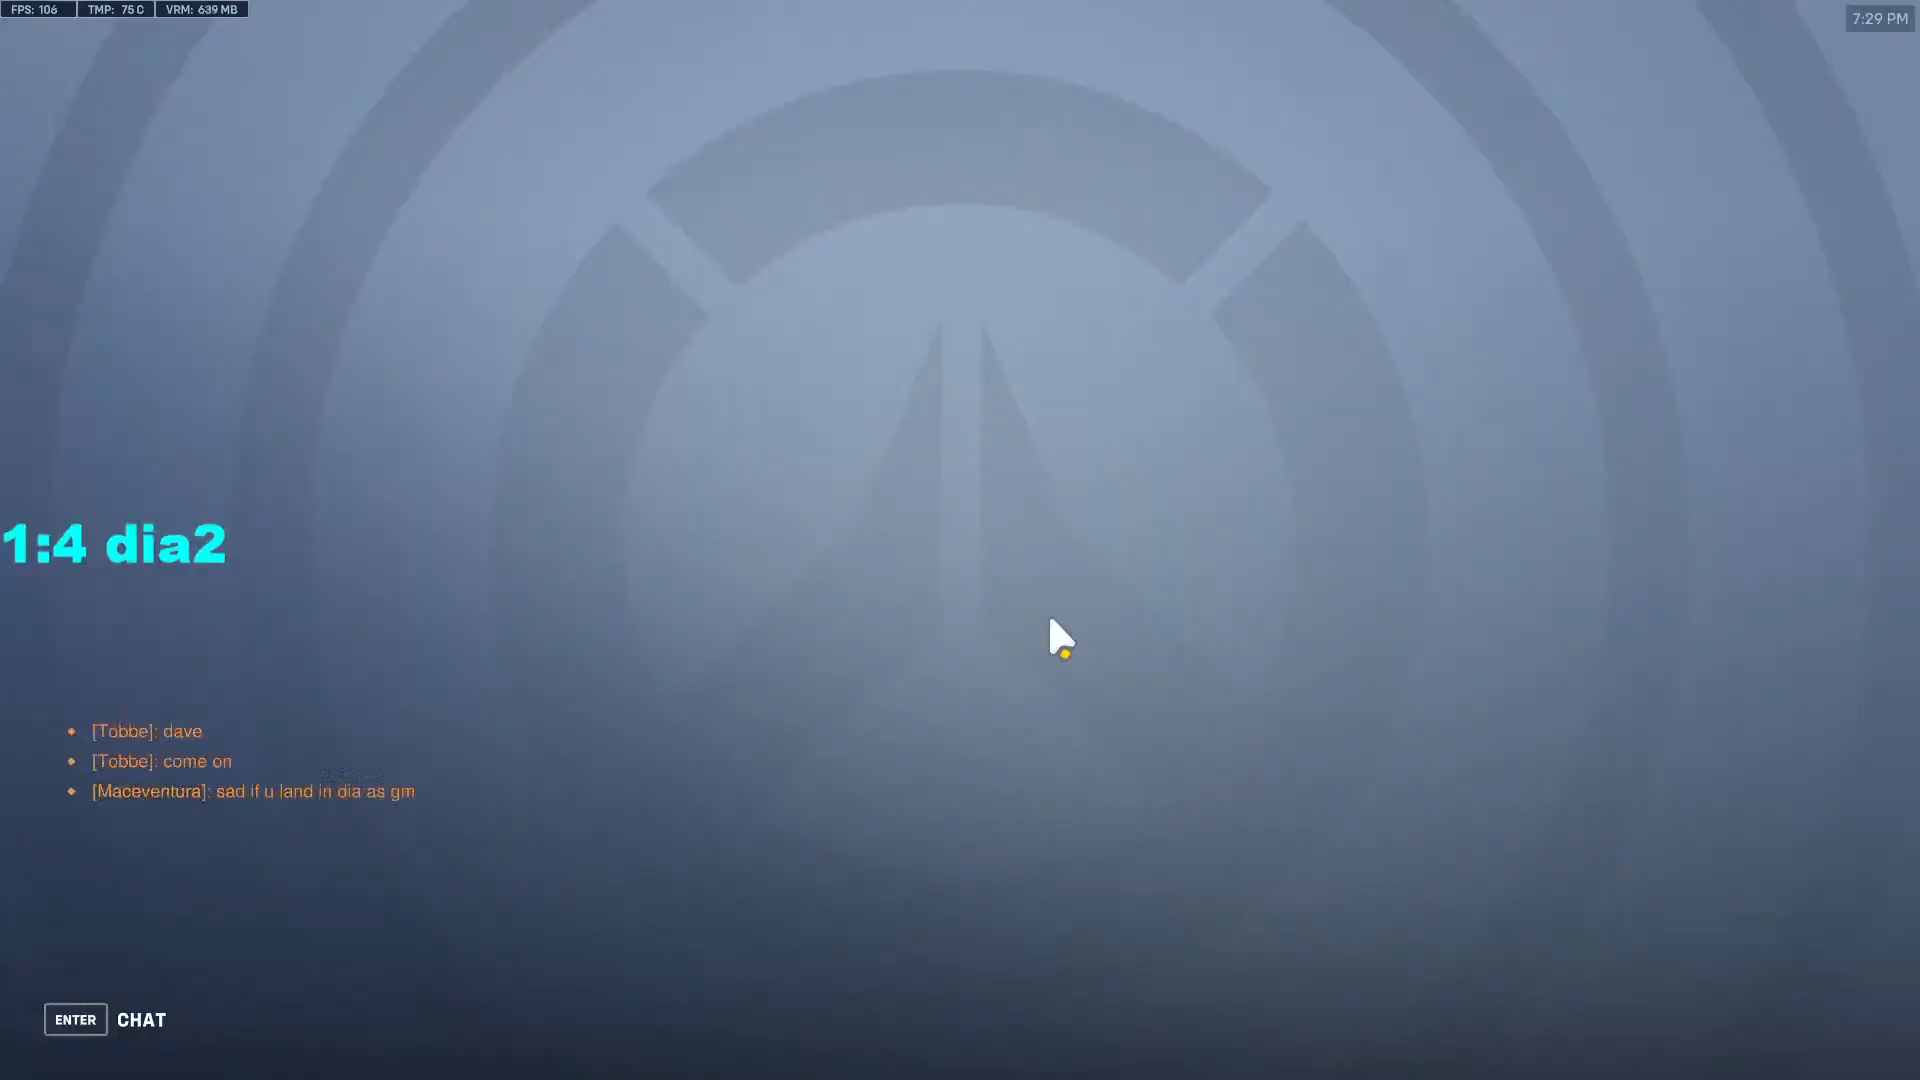 FPS: 106 TMP: 75 C VRM: 639 MB
7:29 PM
1:4 dia2
[Tobbe]: dave
[Tobbe]: come on
[Maceventura]: sad if u land in dia as gm
ENTER CHAT